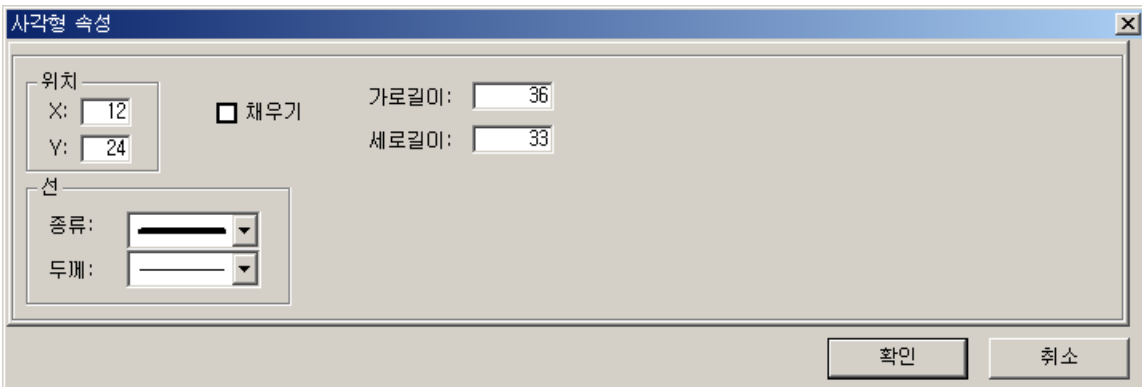 사각형 속성
위치
X: 12
Y: 24
채우기
가로길이: 36
세로길이: 33
선
종류:
두께:
확인
취소